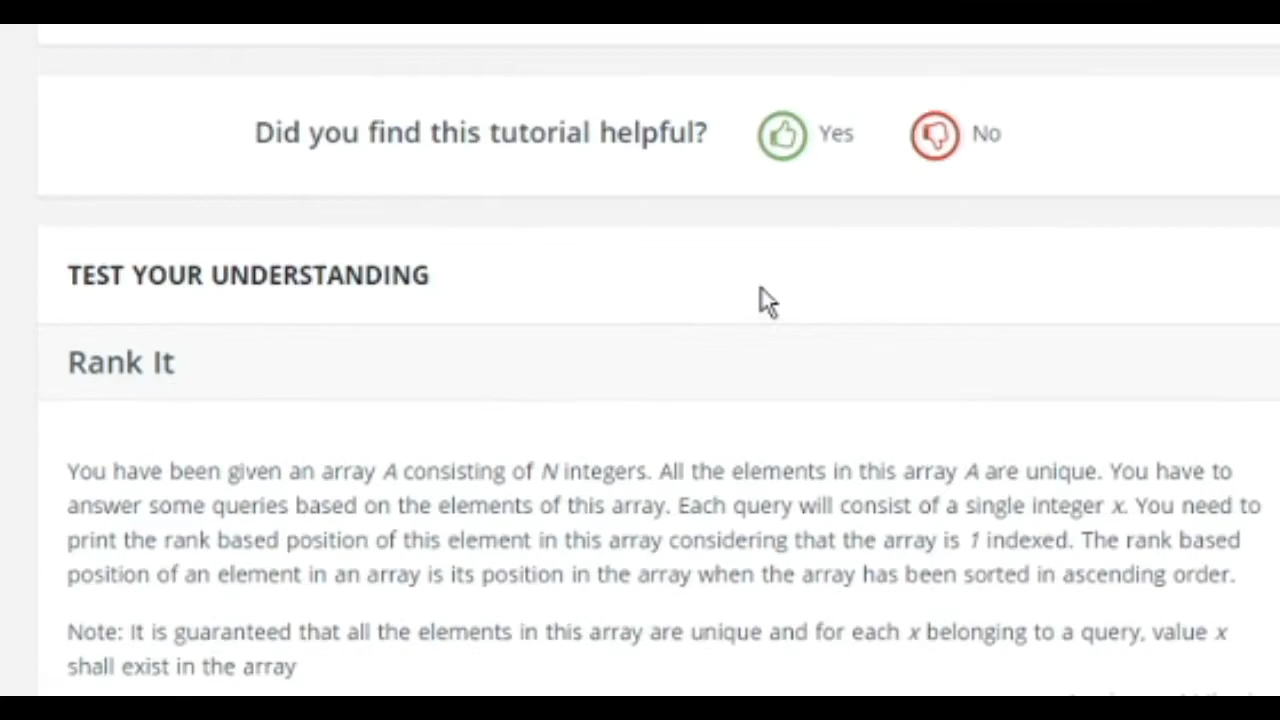 Did you find this tutorial helpful? Yes No
TEST YOUR UNDERSTANDING
Rank It
You have been given an array A consisting of N integers. All the elements in this array A are unique. You have to
answer some queries based on the elements of this array. Each query will consist of a single integer x. You need to
print the rank based position of this element in this array considering that the array is 1 indexed. The rank based
position of an element in an array is its position in the array when the array has been sorted in ascending order.
Note: It is guaranteed that all the elements in this array are unique and for each x belonging to a query, value x
shall exist in the array